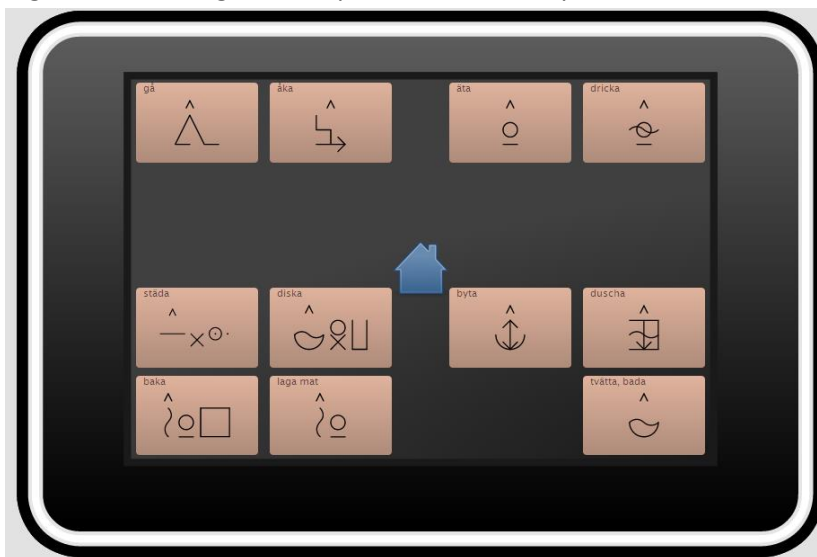 gå
åka
äta
dricka
städa
diska
byta
duscha
baka
laga mat
tvätta, bada